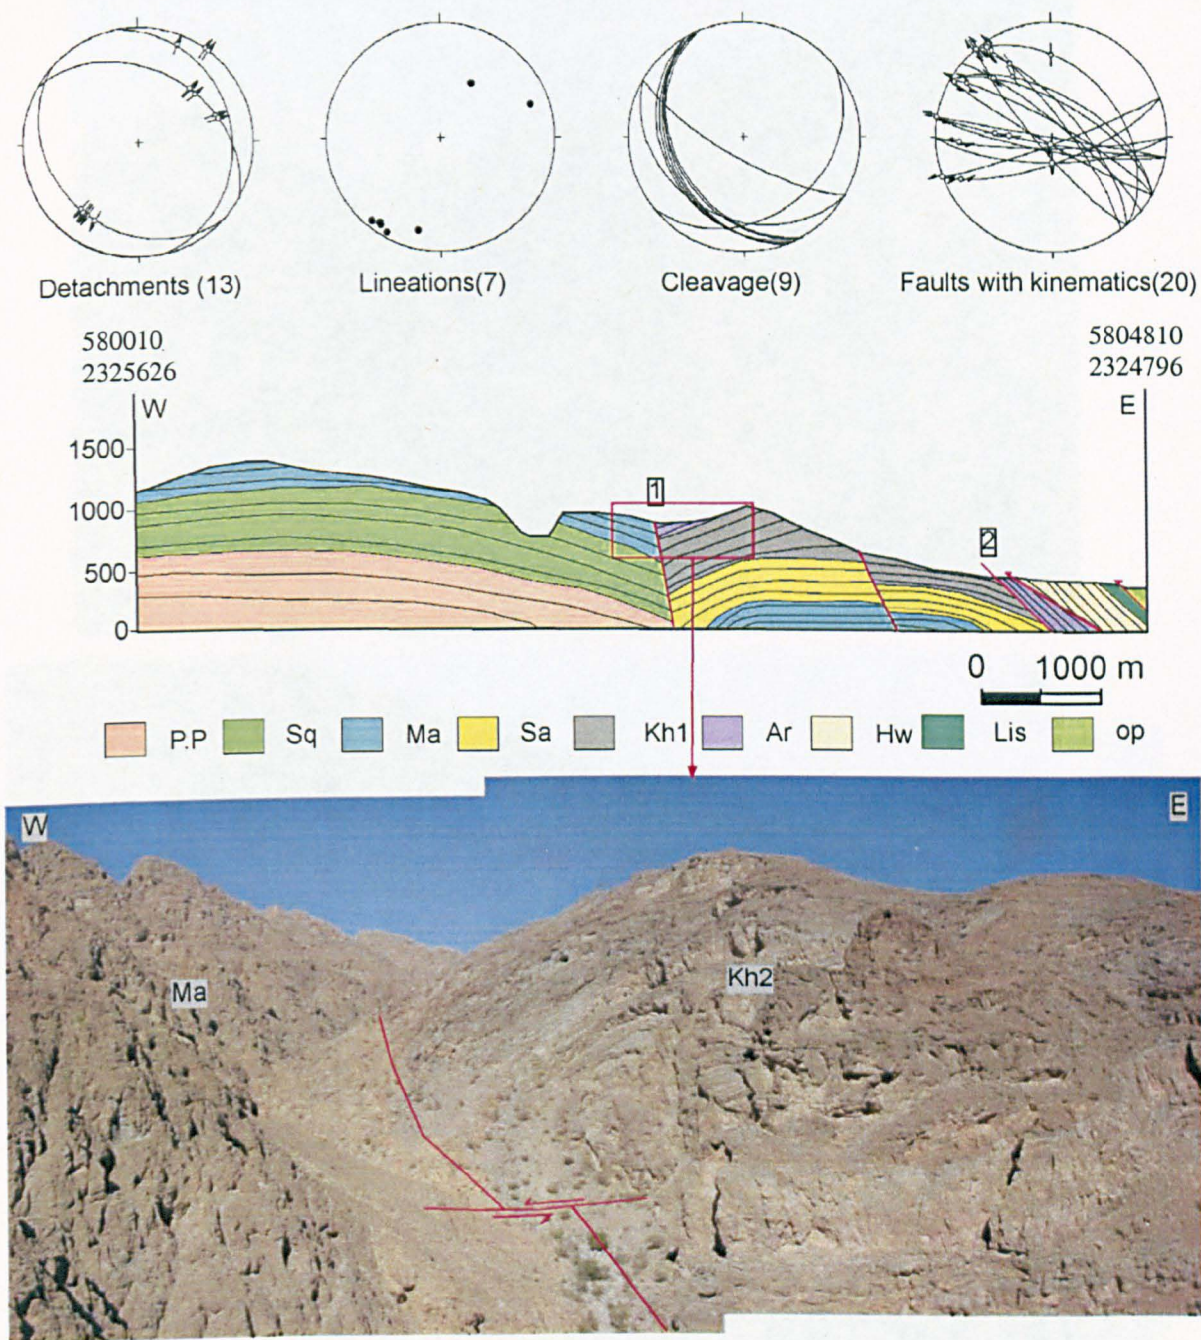 Detachments (13) Lineations(7) Cleavage(9) Faults with kinematics(20)
580010 5804810
2325626 2324796
W E
1500
1000
500
0
1
2
0 1000 m
P.P Sq Ma Sa Kh1 Ar Hw Lis op
W E
Ma Kh2